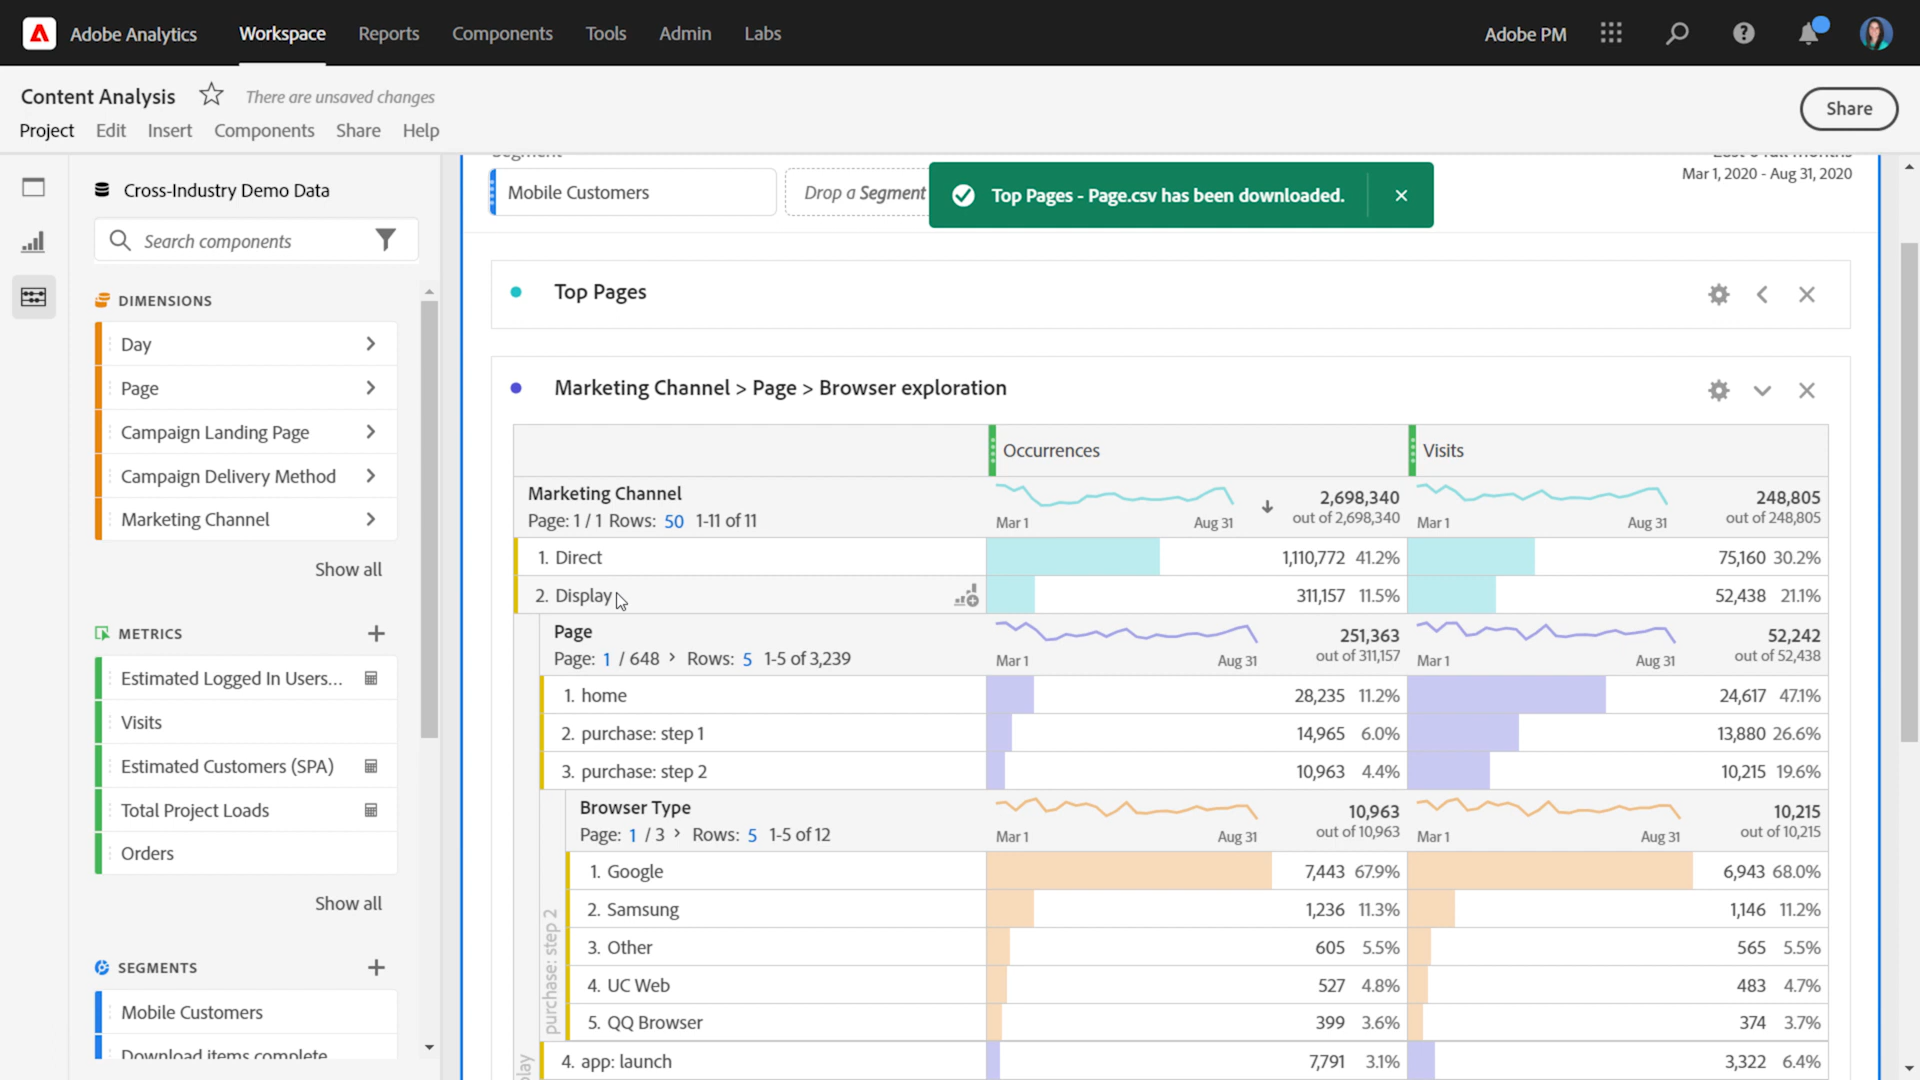 Adobe Analytics Workspace Reports Components Tools Admin Labs Adobe PM
Content Analysis There are unsaved changes
Project Edit Insert Components Share Help
Share
Cross-Industry Demo Data
Search components
DIMENSIONS
Day
Page
Campaign Landing Page
Campaign Delivery Method
Marketing Channel
Show all
METRICS
Estimated Logged In Users...
Visits
Estimated Customers (SPA)
Total Project Loads
Orders
Show all
SEGMENTS
Mobile Customers
Download items complete
Segment
Last 6 full months
Mar 1, 2020 - Aug 31, 2020
Mobile Customers
Drop a Segment
Top Pages - Page.csv has been downloaded.
Top Pages
Marketing Channel > Page > Browser exploration
Occurrences Visits
Marketing Channel
Page: 1 / 1 Rows: 50 1-11 of 11
Mar 1 Aug 31
2,698,340
out of 2,698,340
Mar 1 Aug 31
248,805
out of 248,805
1. Direct 1,110,772 41.2% 75,160 30.2%
2. Display 311,157 11.5% 52,438 21.1%
Page
Page: 1 / 648 > Rows: 5 1-5 of 3,239
Mar 1 Aug 31
251,363
out of 311,157
Mar 1 Aug 31
52,242
out of 52,438
1. home 28,235 11.2% 24,617 47.1%
2. purchase: step 1 14,965 6.0% 13,880 26.6%
3. purchase: step 2 10,963 4.4% 10,215 19.6%
Browser Type
Page: 1 / 3 > Rows: 5 1-5 of 12
Mar 1 Aug 31
10,963
out of 10,963
Mar 1 Aug 31
10,215
out of 10,215
1. Google 7,443 67.9% 6,943 68.0%
2. Samsung 1,236 11.3% 1,146 11.2%
3. Other 605 5.5% 565 5.5%
4. UC Web 527 4.8% 483 4.7%
5. QQ Browser 399 3.6% 374 3.7%
purchase: step 2
4. app: launch 7,791 3.1% 3,322 6.4%